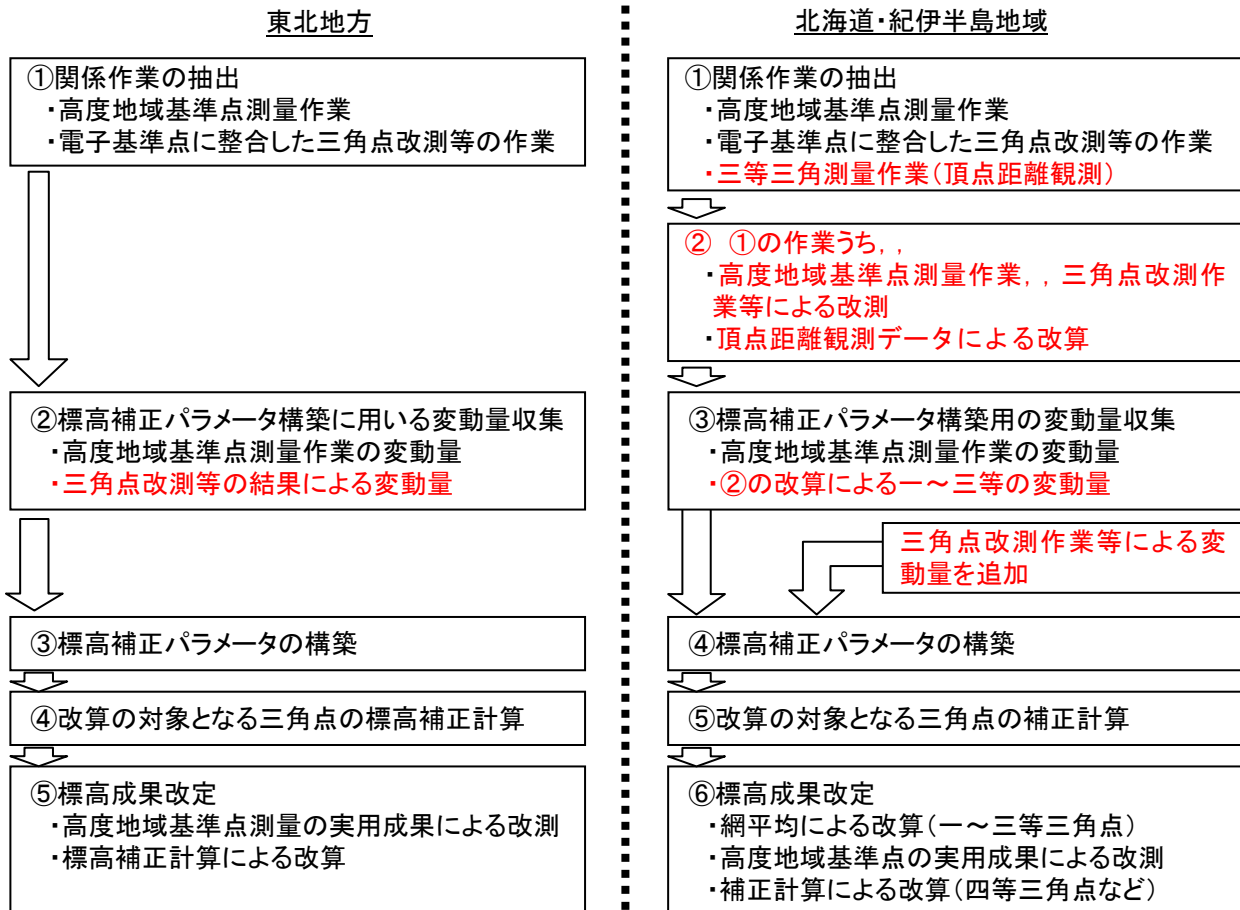 東北地方
①関係作業の抽出
・高度地域基準点測量作業
・電子基準点に整合した三角点改測等の作業
②標高補正パラメータ構築に用いる変動量収集
・高度地域基準点測量作業の変動量
・三角点改測等の結果による変動量
③標高補正パラメータの構築
④改算の対象となる三角点の標高補正計算
⑤標高成果改定
・高度地域基準点測量の実用成果による改測
・標高補正計算による改算
北海道・紀伊半島地域
①関係作業の抽出
・高度地域基準点測量作業
・電子基準点に整合した三角点改測等の作業
・三等三角測量作業(頂点距離観測)
② ①の作業うち, ,
・高度地域基準点測量作業, , 三角点改測作
業等による改測
・頂点距離観測データによる改算
③標高補正パラメータ構築用の変動量収集
・高度地域基準点測量作業の変動量
・②の改算による一～三等の変動量
三角点改測作業等による変
動量を追加
④標高補正パラメータの構築
⑤改算の対象となる三角点の補正計算
⑥標高成果改定
・網平均による改算(一～三等三角点)
・高度地域基準点の実用成果による改測
・補正計算による改算(四等三角点など)